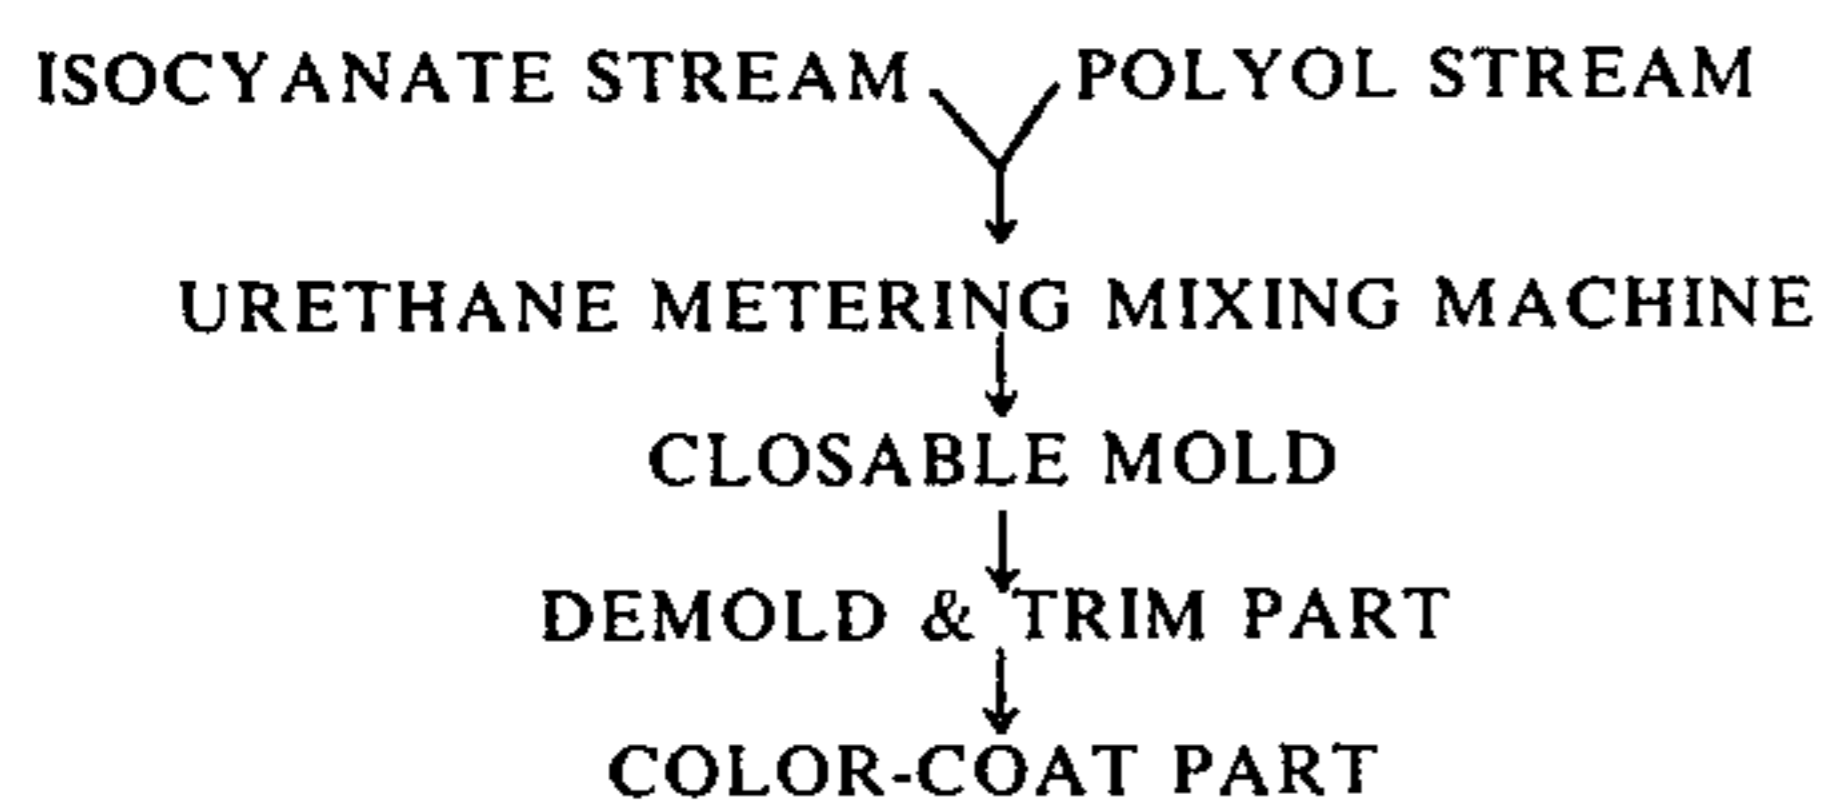 ISOCYANATE STREAM POLYOL STREAM
URETHANE METERING MIXING MACHINE
CLOSABLE MOLD
DEMOLD & TRIM PART
COLOR-COAT PART